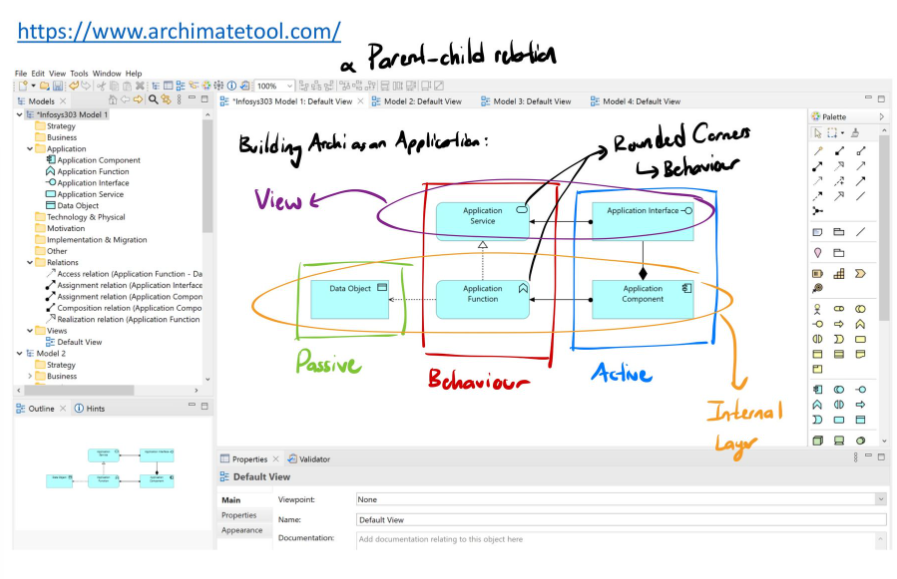 https://www.archimatetool.com/
α Parent-child relation
File Edit View Tools Window Help
100%
Models
*Infosys303 Model 1: Default View
Model 2: Default View
Model 3: Default View
Model 4: Default View
*Infosys303 Model 1
Strategy
Business
Application
Application Component
Application Function
Application Interface
Application Service
Data Object
Technology & Physical
Motivation
Implementation & Migration
Other
Relations
Access relation (Application Function - Da
Assignment relation (Application Interface
Assignment relation (Application Compon
Composition relation (Application Compo
Realization relation (Application Function
Views
Default View
Model 2
Strategy
Business
Outline
Hints
Building Archi as an Application:
Rounded Corners
↳ Behaviour
View
Application
Service
Application Interface
Data Object
Application
Function
Application
Component
Passive
Behaviour
Active
Internal
Layer
Palette
Properties
Validator
Default View
Main
Properties
Appearance
Viewpoint:
None
Name:
Default View
Documentation:
Add documentation relating to this object here